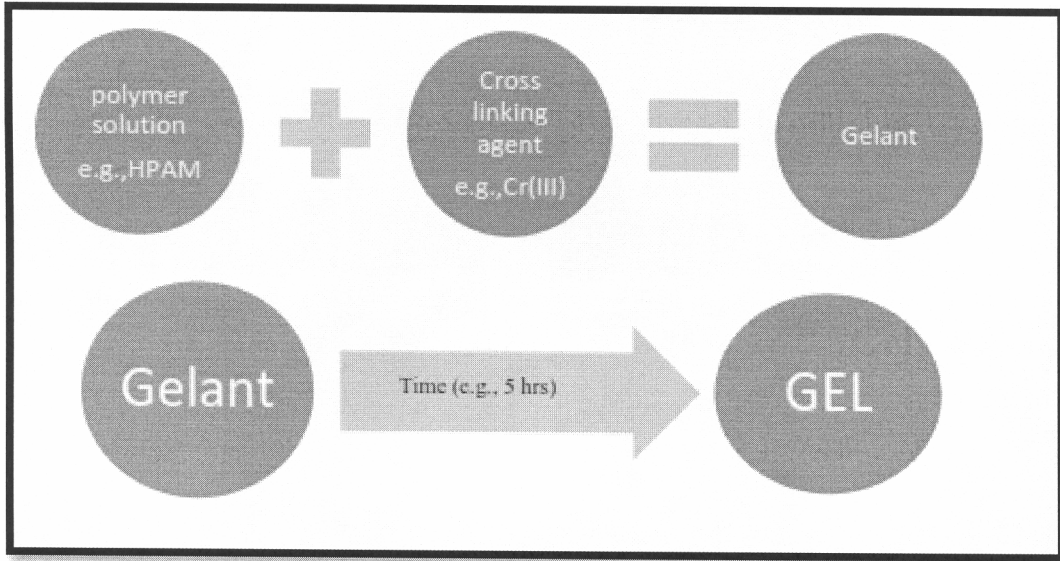 polymer
solution
e.g.,HPAM
Cross
linking
agent
e.g.,Cr(III)
Gelant
Gelant
Time (e.g., 5 hrs)
GEL